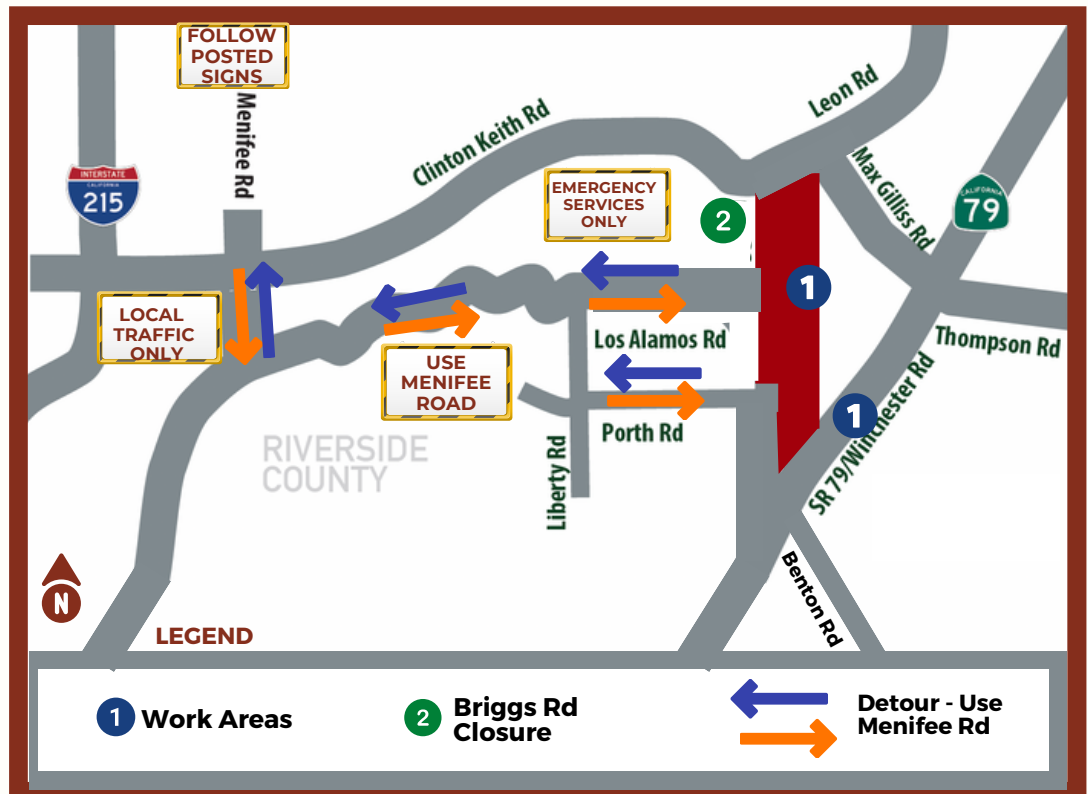 FOLLOW
POSTED
SIGNS
Menifee Rd
Clinton Keith Rd
Leon Rd
Max Gilliss Rd
INTERSTATE
CALIFORNIA
215
CALIFORNIA
79
EMERGENCY
SERVICES
ONLY
2
1
LOCAL
TRAFFIC
ONLY
Los Alamos Rd
Thompson Rd
USE
MENIFEE
ROAD
1
Porth Rd
SR 79/Winchester Rd
RIVERSIDE
COUNTY
Liberty Rd
Benton Rd
N
LEGEND
1 Work Areas
2 Briggs Rd
Closure
Detour - Use
Menifee Rd